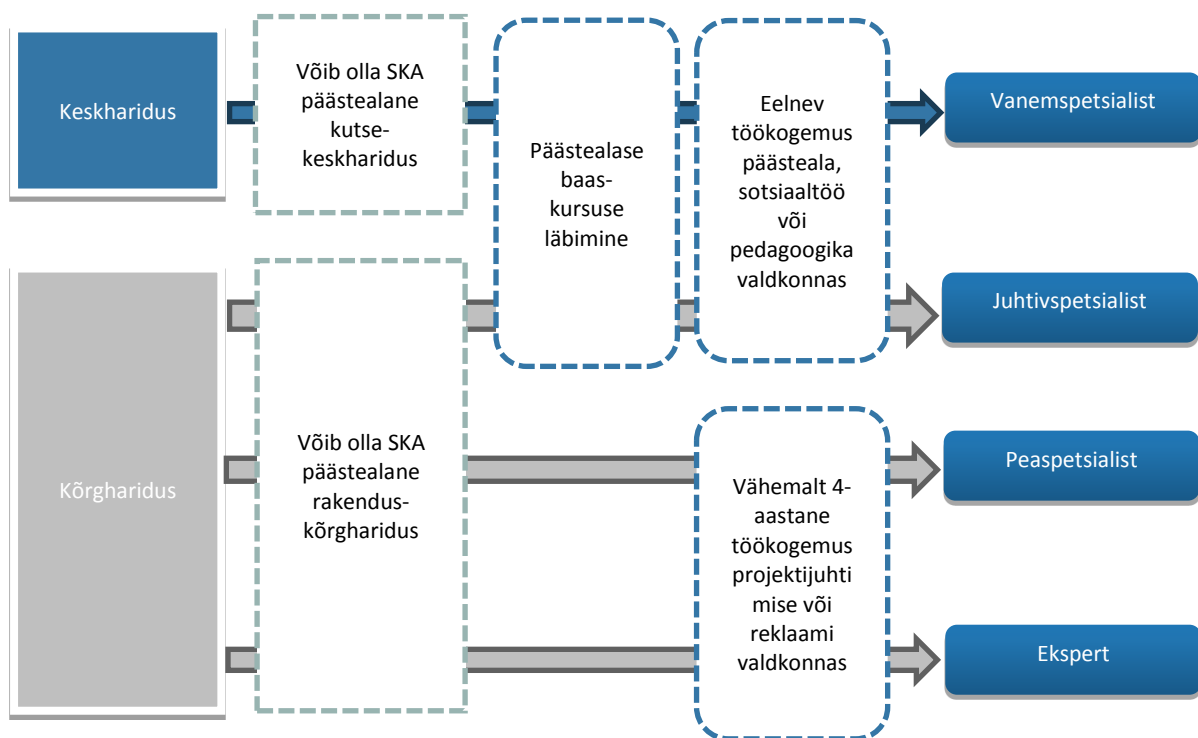 Keskharidus
Võib olla SKA
päästealane
kutse-
keskharidus
Päästealase
baas-
kursuse
läbimine
Eelnev
töökogemus
päästeala,
sotsiaaltöö
või
pedagoogika
valdkonnas
Vanemspetsialist
Juhtivspetsialist
Kõrgharidus
Võib olla SKA
päästealane
rakendus-
kõrgharidus
Vähemalt 4-
aastane
töökogemus
projektijuhti
mise või
reklaami
valdkonnas
Peaspetsialist
Ekspert